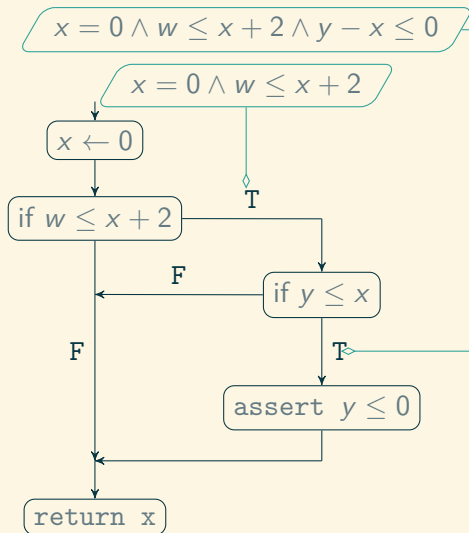 x = 0 ∧ w ≤ x + 2 ∧ y − x ≤ 0
x = 0 ∧ w ≤ x + 2
x ← 0
T
if w ≤ x + 2
F
if y ≤ x
F
T
assert y ≤ 0
return x